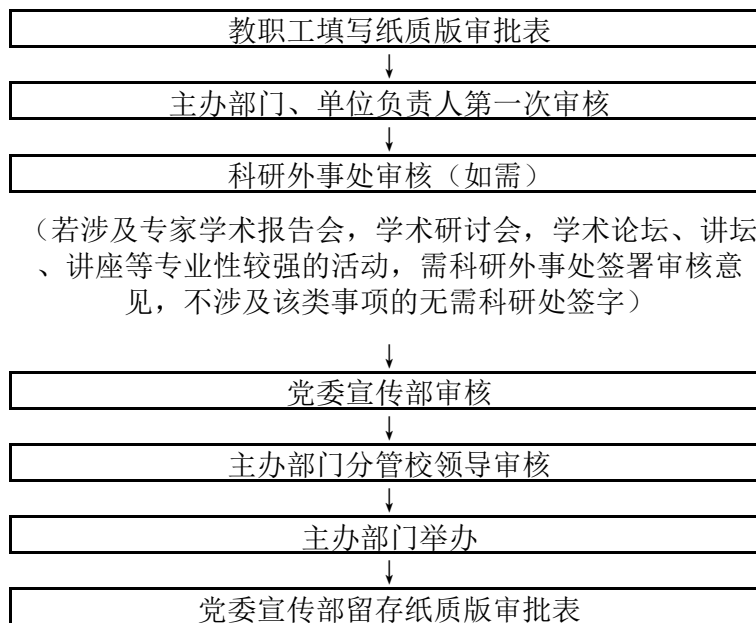 教职工填写纸质版审批表
↓
主办部门、单位负责人第一次审核
↓
科研外事处审核（如需）
（若涉及专家学术报告会，学术研讨会，学术论坛、讲坛
、讲座等专业性较强的活动，需科研外事处签署审核意
见，不涉及该类事项的无需科研处签字）
↓
党委宣传部审核
↓
主办部门分管校领导审核
↓
主办部门举办
↓
党委宣传部留存纸质版审批表